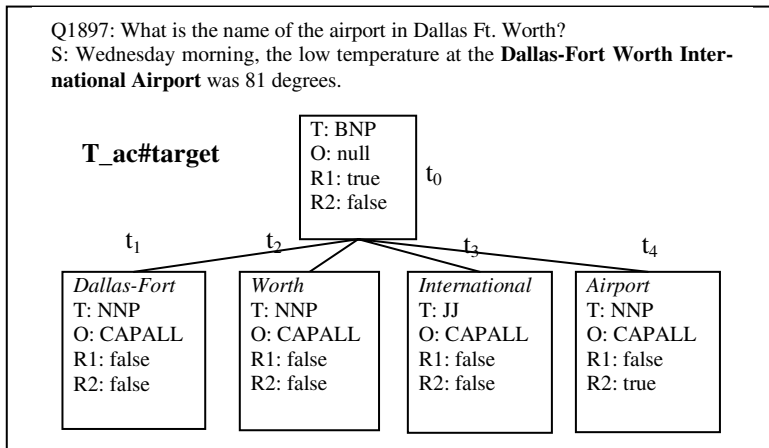 Q1897: What is the name of the airport in Dallas Ft. Worth?
S: Wednesday morning, the low temperature at the Dallas-Fort Worth Inter-
national Airport was 81 degrees.
T_ac#target
T: BNP
O: null
R1: true
R2: false
t0
t1
t2
t3
t4
Dallas-Fort
T: NNP
O: CAPALL
R1: false
R2: false
Worth
T: NNP
O: CAPALL
R1: false
R2: false
International
T: JJ
O: CAPALL
R1: false
R2: false
Airport
T: NNP
O: CAPALL
R1: false
R2: true